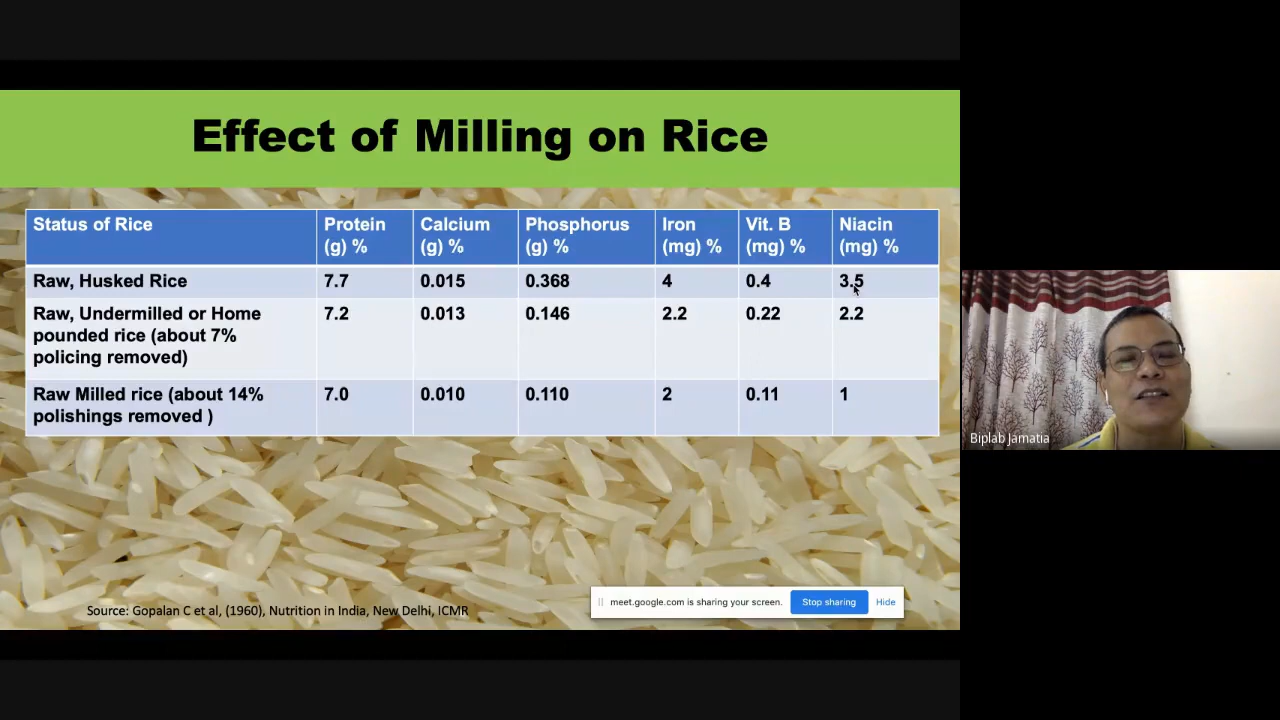 Effect of Milling on Rice
Status of Rice
Protein
(g) %
Calcium
(g) %
Phosphorus
(g) %
Iron
(mg) %
Vit. B
(mg) %
Niacin
(mg) %
Raw, Husked Rice
7.7
0.015
0.368
4
0.4
3.5
Raw, Undermilled or Home
pounded rice (about 7%
policing removed)
7.2
0.013
0.146
2.2
0.22
2.2
Raw Milled rice (about 14%
polishings removed )
7.0
0.010
0.110
2
0.11
1
Biplab Jamatia
Source: Gopalan C et al, (1960), Nutrition in India, New Delhi, ICMR
meet.google.com is sharing your screen.
Stop sharing
Hide